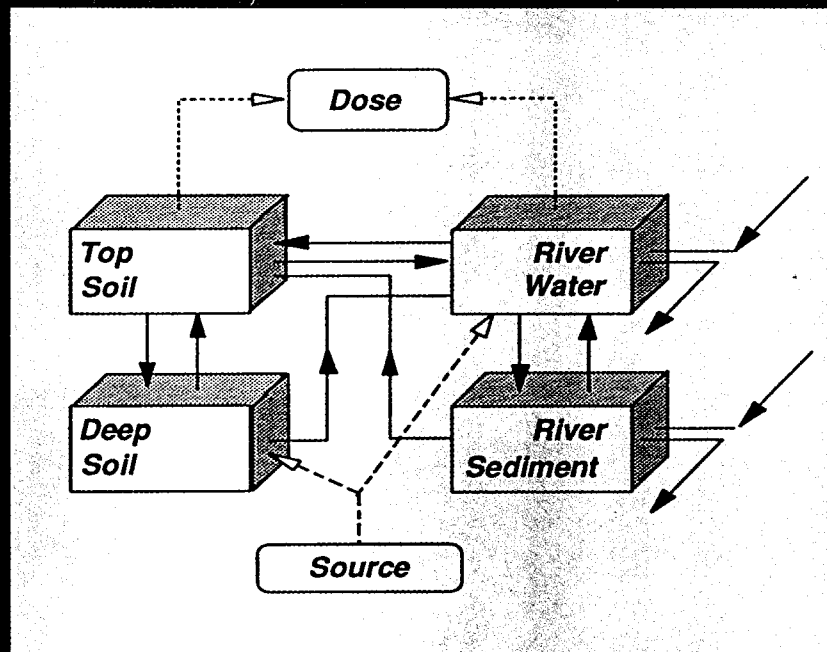 Dose
Top
Soil
River
Water
Deep
Soil
River
Sediment
Source